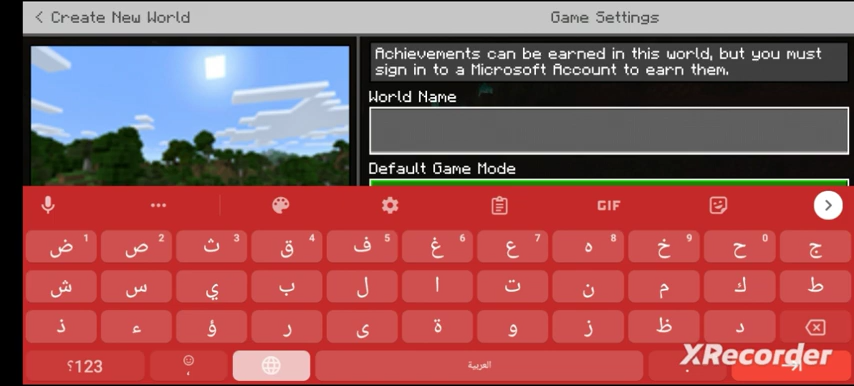 Create New World
Game Settings
Achievements can be earned in this world, but you must
sign in to a Microsoft Account to earn them.
World Name
Default Game Mode
GIF
ض 1 ص 2 ث 3 ق 4 ف 5 غ 6 ع 7 ه 8 خ 9 ح 0 ج
ش س ي ب ل ا ت ن م ك ط
ذ ء ؤ ر ى ة و ز ظ د
؟123 ، العربية .
XRecorder